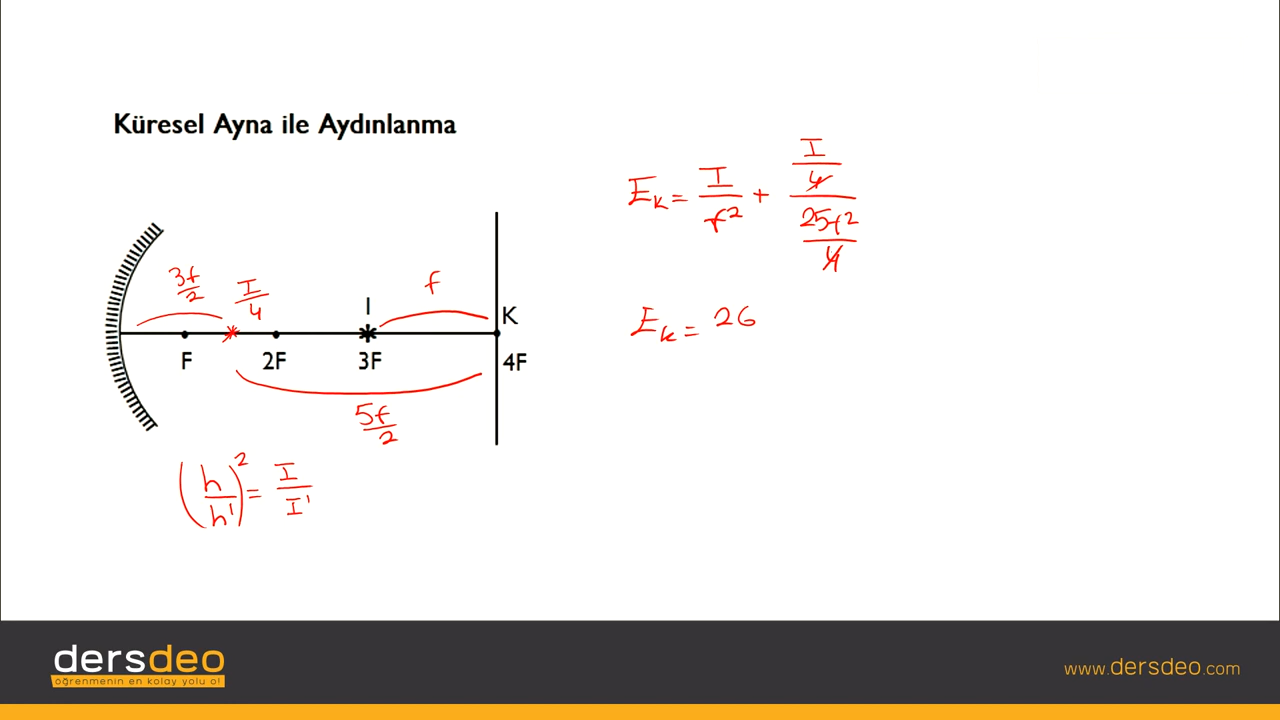 Küresel Ayna ile Aydınlanma
E_K = I/f² + (I/4)/(25f²/4)
3f/2
I/4
f
I
K
E_K = 26
F
2F
3F
4F
5f/2
(h/h')² = I/I'
dersdeo
öğrenmenin en kolay yolu o!
www.dersdeo.com